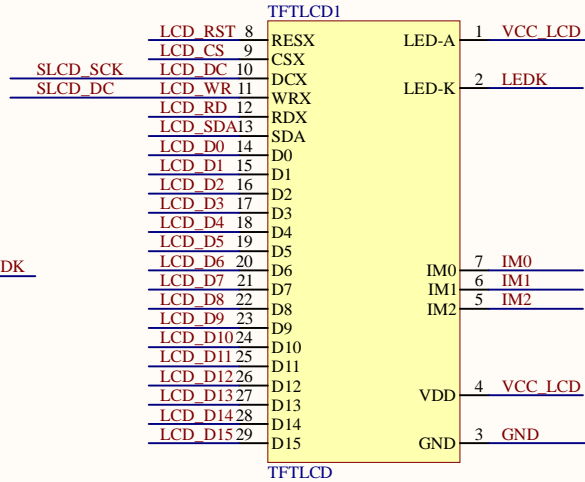 TFTLCD1
LCD_RST 8 RESX LED-A 1 VCC_LCD
LCD_CS 9 CSX
SLCD_SCK LCD_DC 10 DCX LED-K 2 LEDK
SLCD_DC LCD_WR 11 WRX
LCD_RD 12 RDX
LCD_SDA 13 SDA
LCD_D0 14 D0
LCD_D1 15 D1
LCD_D2 16 D2
LCD_D3 17 D3
LCD_D4 18 D4
LCD_D5 19 D5
DK LCD_D6 20 D6 IM0 7 IM0
LCD_D7 21 D7 IM1 6 IM1
LCD_D8 22 D8 IM2 5 IM2
LCD_D9 23 D9
LCD_D10 24 D10
LCD_D11 25 D11
LCD_D12 26 D12 VDD 4 VCC_LCD
LCD_D13 27 D13
LCD_D14 28 D14
LCD_D15 29 D15 GND 3 GND
TFTLCD